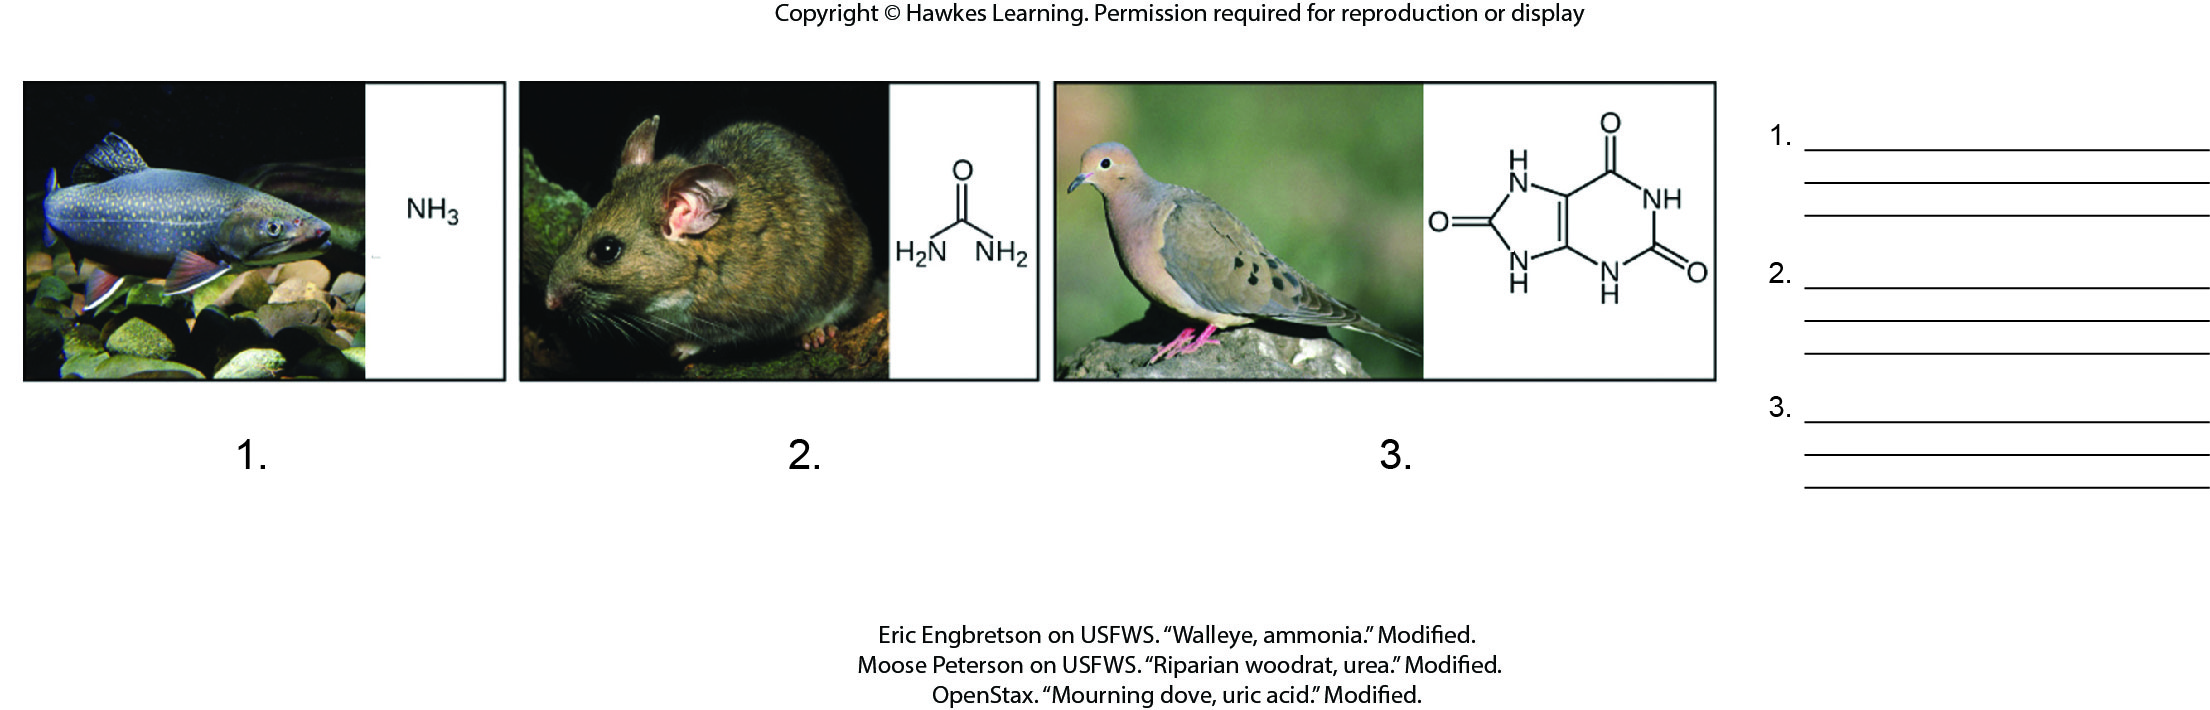 Copyright © Hawkes Learning. Permission required for reproduction or display
NH₃
O
H₂N NH₂
O
H
N
NH
O
N
H
N
H
O
1.
2.
3.
1.
2.
3.
Eric Engbretson on USFWS. “Walleye, ammonia.” Modified.
Moose Peterson on USFWS. “Riparian woodrat, urea.” Modified.
OpenStax. “Mourning dove, uric acid.” Modified.